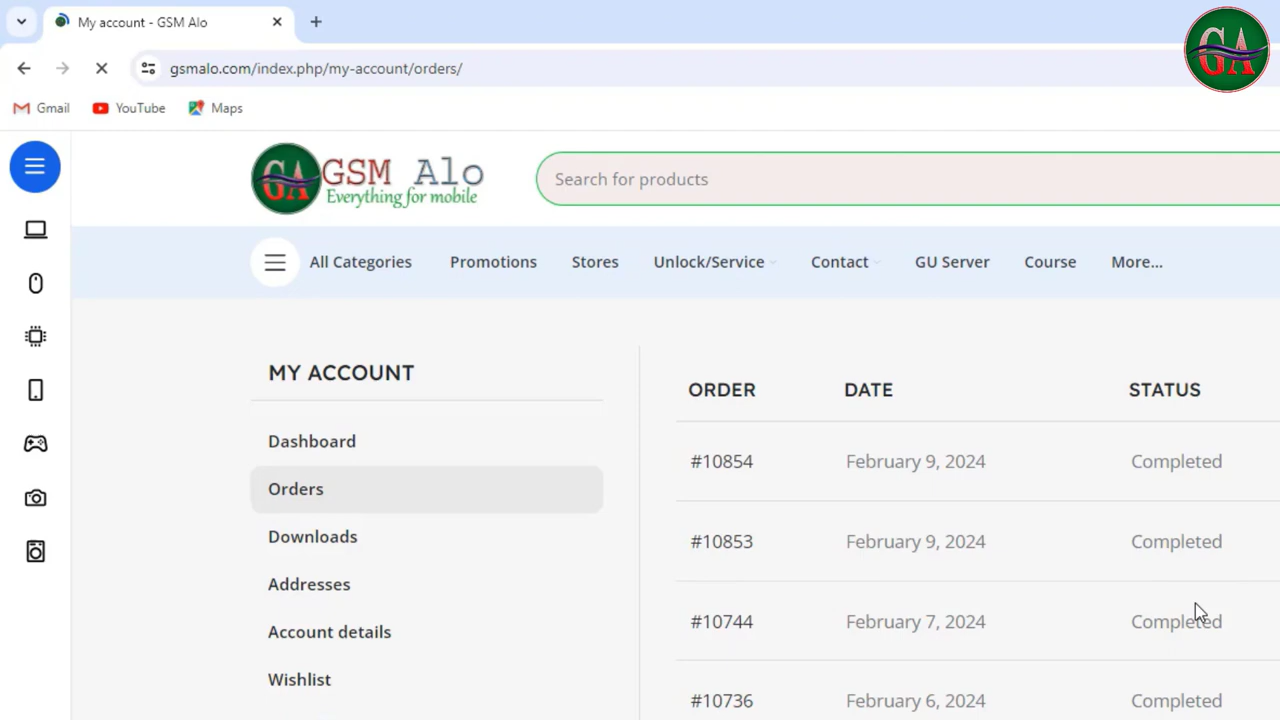 My account - GSM Alo
gsmalo.com/index.php/my-account/orders/
GA
Gmail YouTube Maps
GA GSM Alo
Everything for mobile
Search for products
All Categories Promotions Stores Unlock/Service Contact GU Server Course More...
MY ACCOUNT
Dashboard
Orders
Downloads
Addresses
Account details
Wishlist
ORDER DATE STATUS
#10854 February 9, 2024 Completed
#10853 February 9, 2024 Completed
#10744 February 7, 2024 Completed
#10736 February 6, 2024 Completed